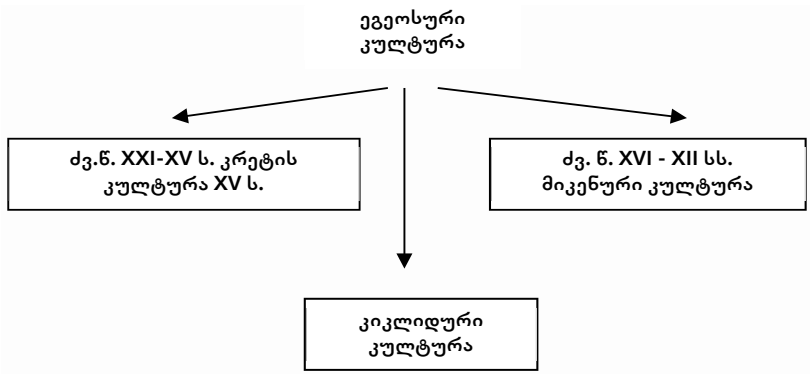 ეგეოსური
კულტურა
ძვ.წ. XXI-XV ს. კრეტის
კულტურა XV ს.
ძვ. წ. XVI - XII სს.
მიკენური კულტურა
კიკლიდური
კულტურა